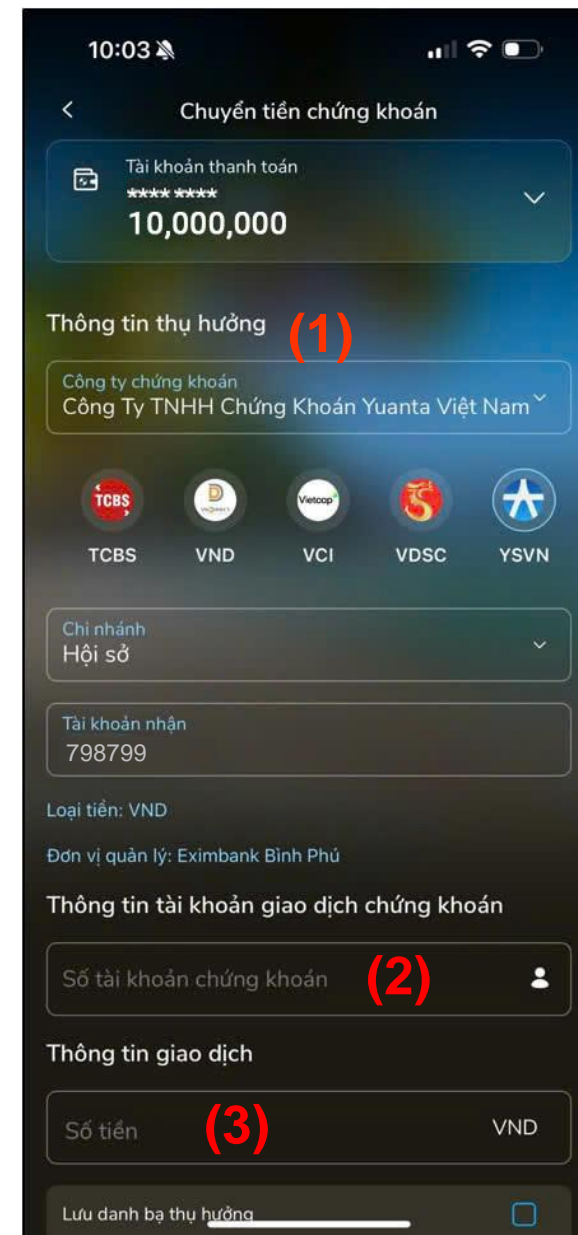 10:03
Chuyển tiền chứng khoán
Tài khoản thanh toán
**** ****
10,000,000
Thông tin thụ hưởng (1)
Công ty chứng khoán
Công Ty TNHH Chứng Khoán Yuanta Việt Nam
TCBS Vietcap
TCBS VND VCI VDSC YSVN
Chi nhánh
Hội sở
Tài khoản nhận
798799
Loại tiền: VND
Đơn vị quản lý: Eximbank Bình Phú
Thông tin tài khoản giao dịch chứng khoán
Số tài khoản chứng khoán (2)
Thông tin giao dịch
Số tiền (3) VND
Lưu danh bạ thụ hưởng